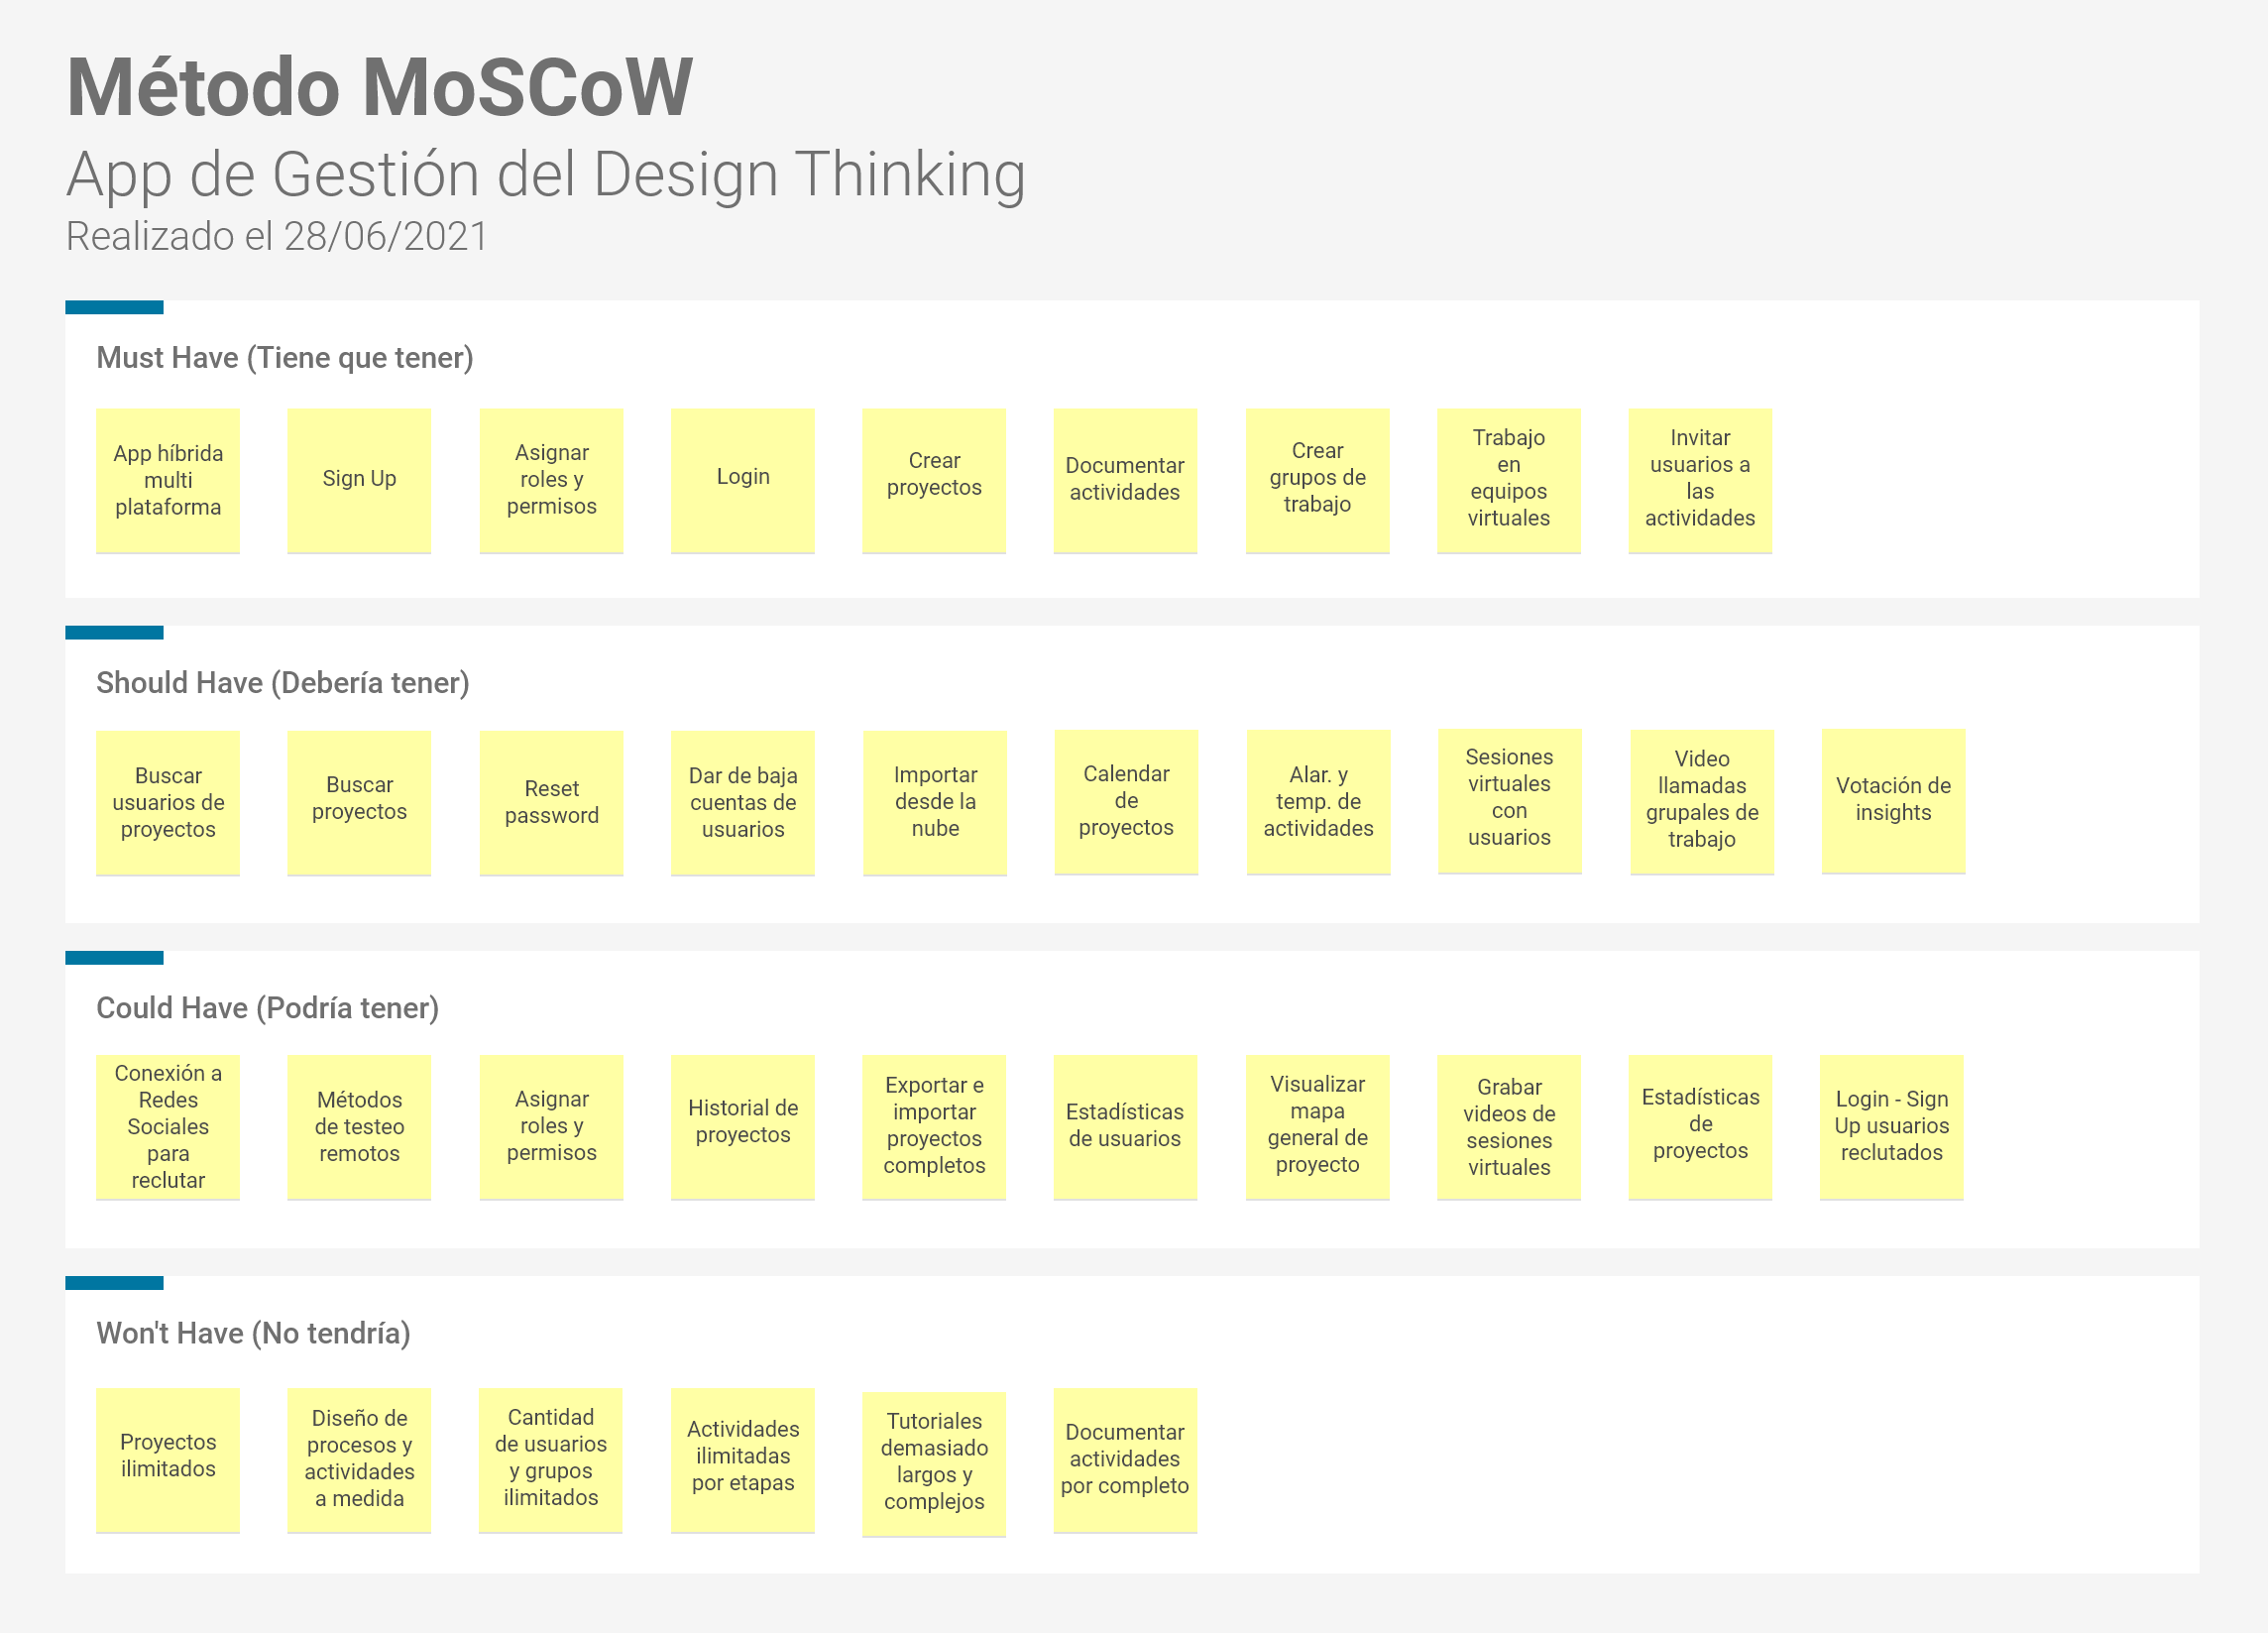 Método MoSCoW
App de Gestión del Design Thinking
Realizado el 28/06/2021
Must Have (Tiene que tener)
App híbrida
multi
plataforma
Sign Up
Asignar
roles y
permisos
Login
Crear
proyectos
Documentar
actividades
Crear
grupos de
trabajo
Trabajo
en
equipos
virtuales
Invitar
usuarios a
las
actividades
Should Have (Debería tener)
Buscar
usuarios de
proyectos
Buscar
proyectos
Reset
password
Dar de baja
cuentas de
usuarios
Importar
desde la
nube
Calendar
de
proyectos
Alar. y
temp. de
actividades
Sesiones
virtuales
con
usuarios
Video
llamadas
grupales de
trabajo
Votación de
insights
Could Have (Podría tener)
Conexión a
Redes
Sociales
para
reclutar
Métodos
de testeo
remotos
Asignar
roles y
permisos
Historial de
proyectos
Exportar e
importar
proyectos
completos
Estadísticas
de usuarios
Visualizar
mapa
general de
proyecto
Grabar
videos de
sesiones
virtuales
Estadísticas
de
proyectos
Login - Sign
Up usuarios
reclutados
Won't Have (No tendría)
Proyectos
ilimitados
Diseño de
procesos y
actividades
a medida
Cantidad
de usuarios
y grupos
ilimitados
Actividades
ilimitadas
por etapas
Tutoriales
demasiado
largos y
complejos
Documentar
actividades
por completo